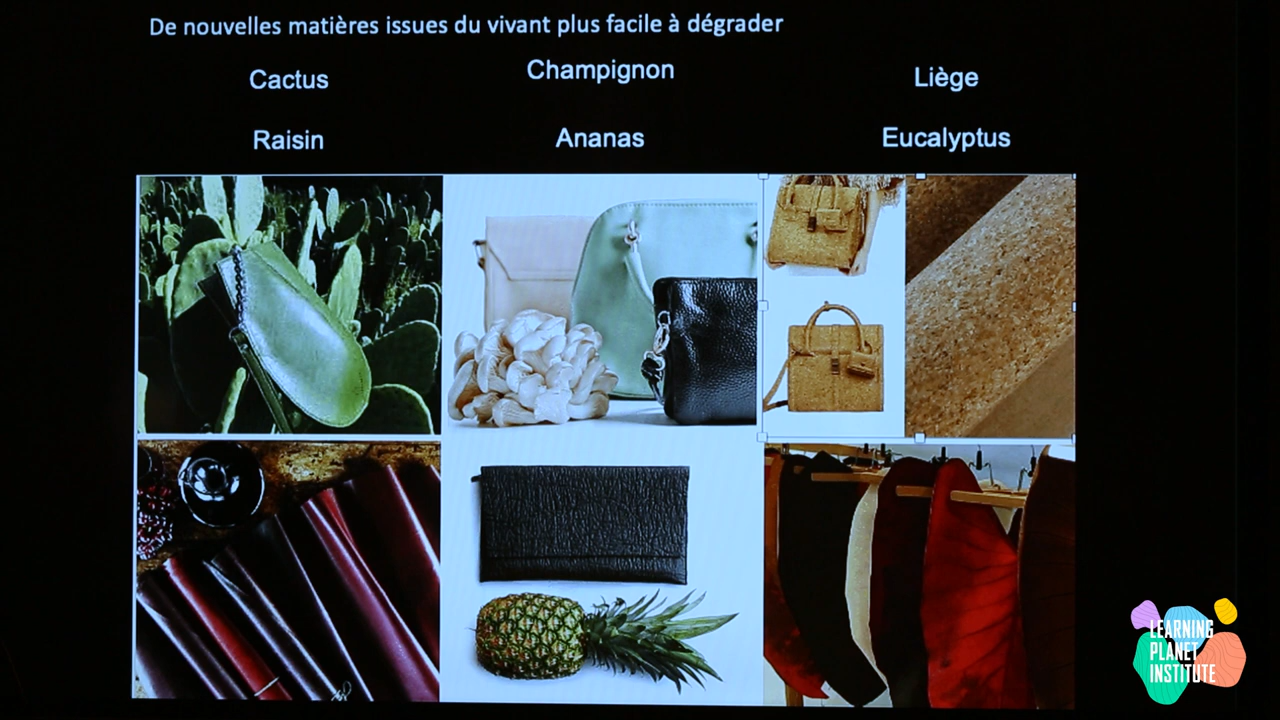 De nouvelles matières issues du vivant plus facile à dégrader
Cactus
Champignon
Liège
Raisin
Ananas
Eucalyptus
LEARNING
PLANET
INSTITUTE